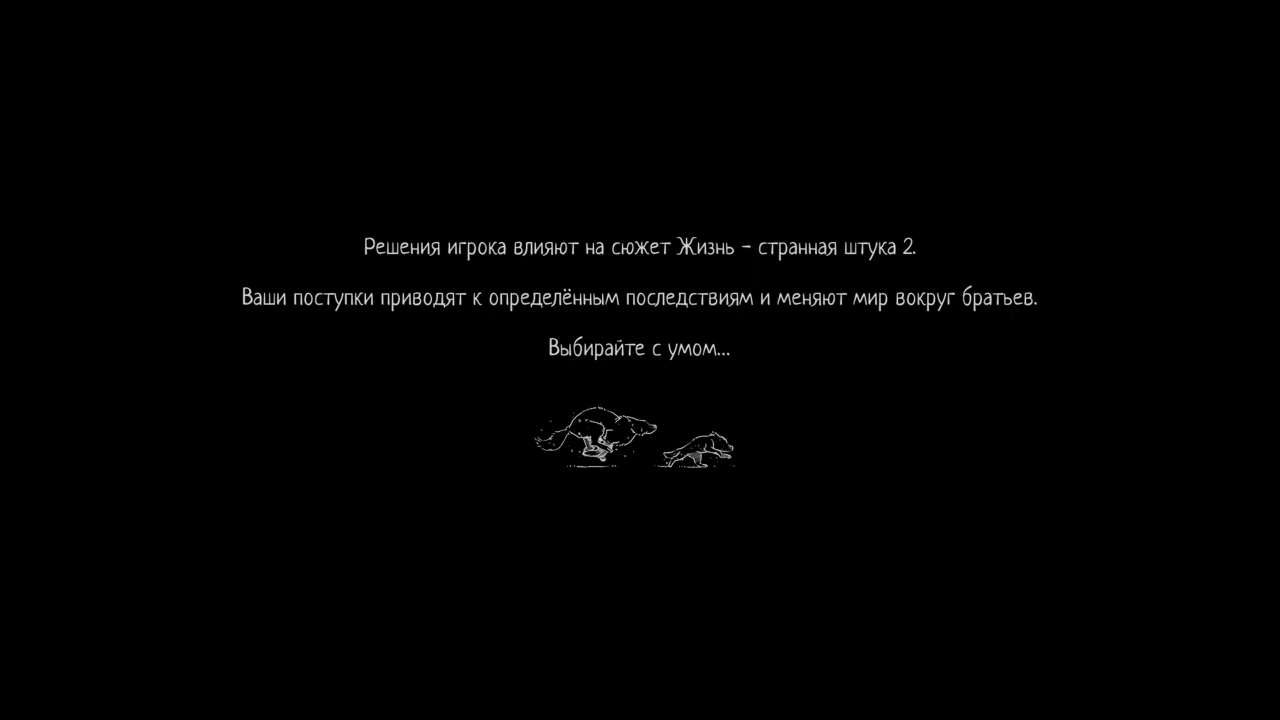 Решения игрока влияют на сюжет Жизнь - странная штука 2.
Ваши поступки приводят к определённым последствиям и меняют мир вокруг братьев.
Выбирайте с умом...